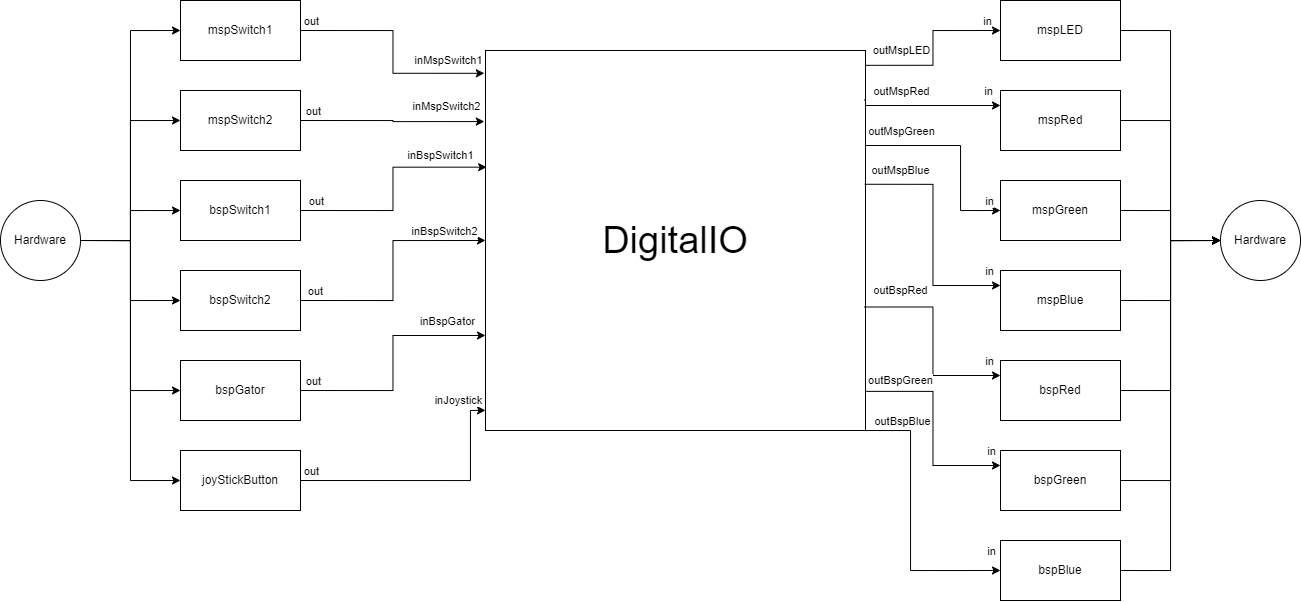 mspSwitch1
out
inMspSwitch1
mspSwitch2
out
inMspSwitch2
bspSwitch1
out
inBspSwitch1
bspSwitch2
out
inBspSwitch2
bspGator
out
inBspGator
joyStickButton
out
inJoystick
Hardware
DigitalIO
outMspLED
in
mspLED
outMspRed
in
mspRed
outMspGreen
in
mspGreen
outMspBlue
in
mspBlue
outBspRed
in
bspRed
outBspGreen
in
bspGreen
outBspBlue
in
bspBlue
Hardware